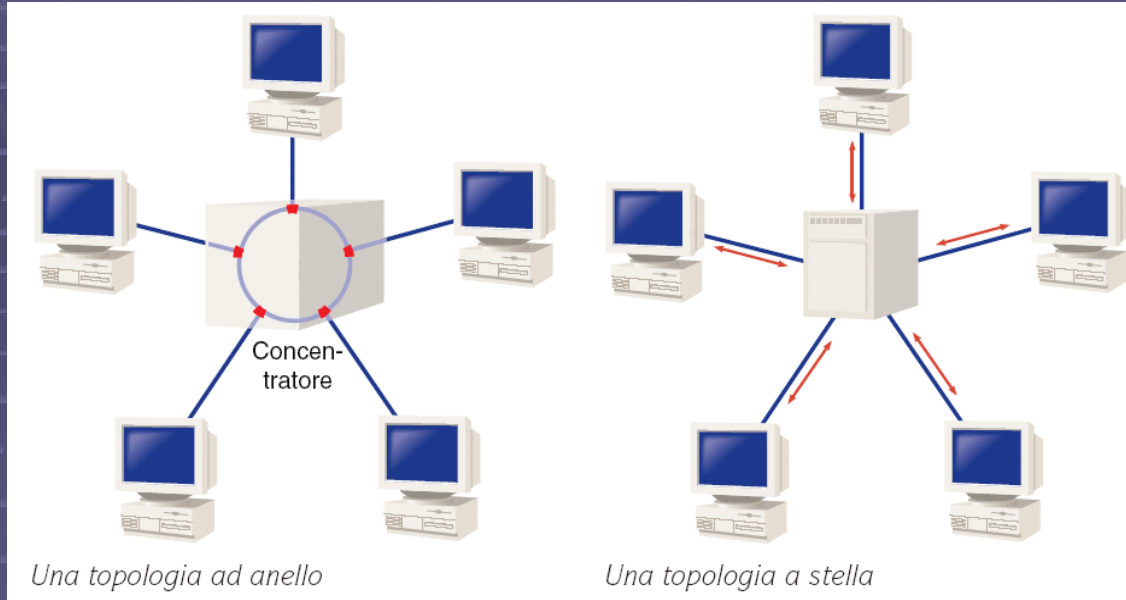 Concen-
tratore
Una topologia ad anello
Una topologia a stella